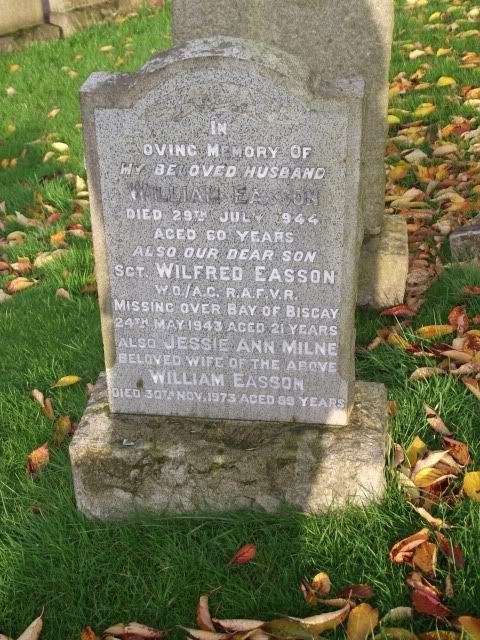 IN
LOVING MEMORY OF
MY BELOVED HUSBAND
WILLIAM EASSON
DIED 29TH JULY 1944
AGED 60 YEARS
ALSO OUR DEAR SON
SGT. WILFRED EASSON
W.O./A.G. R.A.F.V.R.
MISSING OVER BAY OF BISCAY
24TH MAY 1943 AGED 21 YEARS
ALSO JESSIE ANN MILNE
BELOVED WIFE OF THE ABOVE
WILLIAM EASSON
DIED 30TH NOV. 1973 AGED 89 YEARS